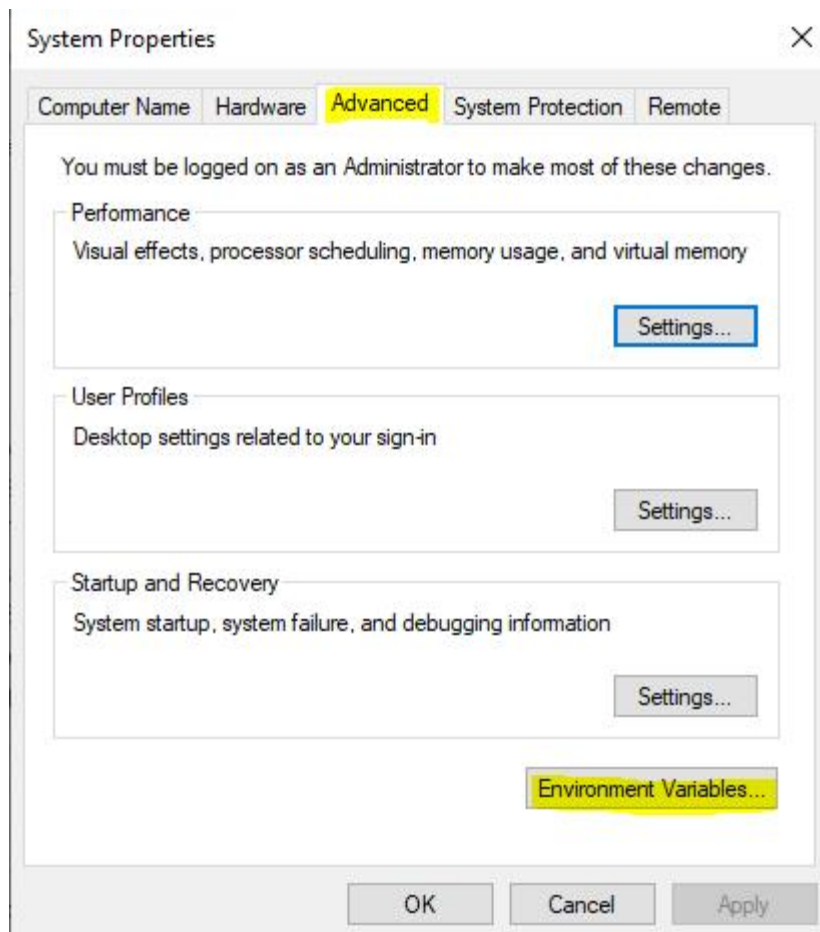 System Properties
Computer Name Hardware Advanced System Protection Remote
You must be logged on as an Administrator to make most of these changes.
Performance
Visual effects, processor scheduling, memory usage, and virtual memory
Settings...
User Profiles
Desktop settings related to your sign-in
Settings...
Startup and Recovery
System startup, system failure, and debugging information
Settings...
Environment Variables...
OK Cancel Apply